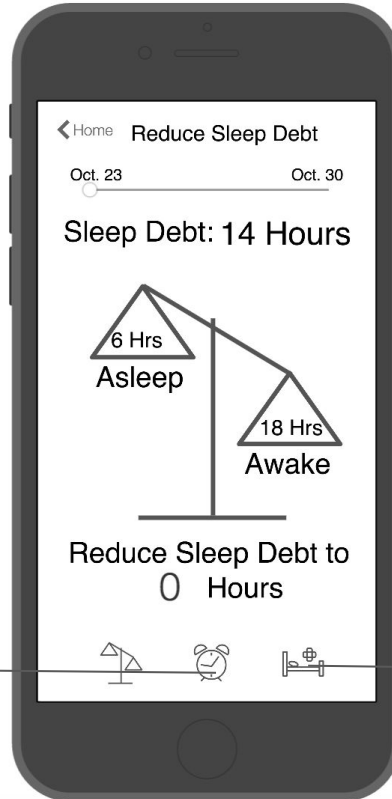 Home Reduce Sleep Debt
Oct. 23 Oct. 30
Sleep Debt: 14 Hours
6 Hrs
Asleep
18 Hrs
Awake
Reduce Sleep Debt to
0 Hours